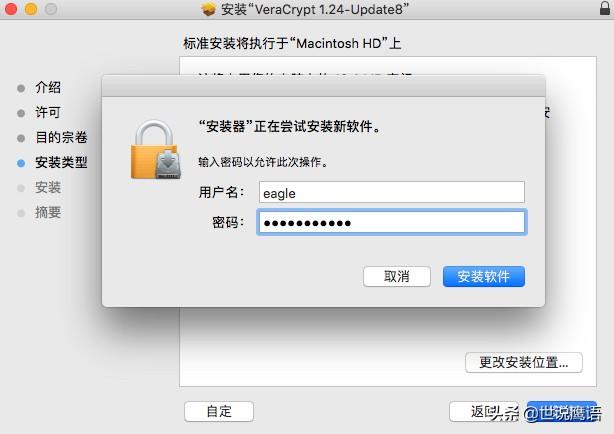 安装“VeraCrypt 1.24-Update8”
标准安装将执行于“Macintosh HD”上
介绍
许可
目的宗卷
安装类型
安装
摘要
“安装器”正在尝试安装新软件。
输入密码以允许此次操作。
用户名： eagle
密码： ●●●●●●●●●●●
取消
安装软件
更改安装位置...
自定
返回
头条 @世说鹰语